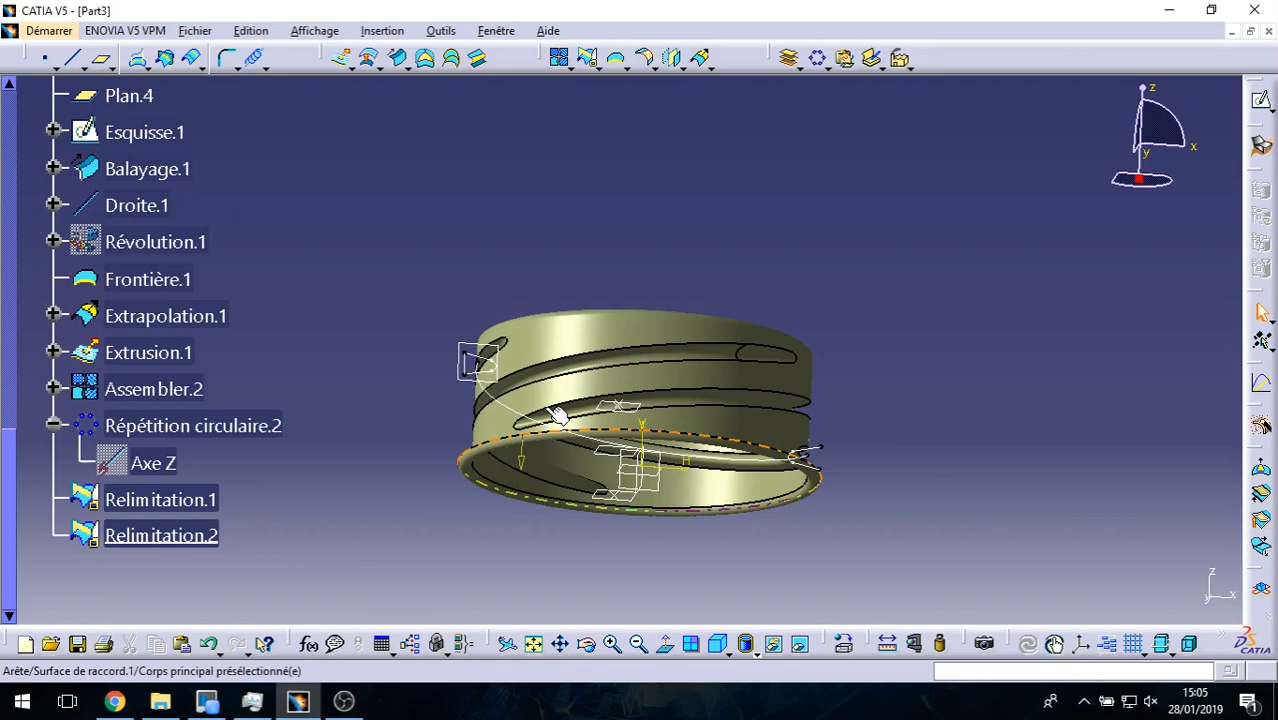 CATIA V5 - [Part3]
Démarrer ENOVIA V5 VPM Fichier Edition Affichage Insertion Outils Fenêtre Aide
Plan.4
Esquisse.1
Balayage.1
Droite.1
Révolution.1
Frontière.1
Extrapolation.1
Extrusion.1
Assembler.2
Répétition circulaire.2
Axe Z
Relimitation.1
Relimitation.2
z
x
y
V
H
z
y x
f(x)
CATIA
Arête/Surface de raccord.1/Corps principal présélectionné(e)
15:05
28/01/2019
1